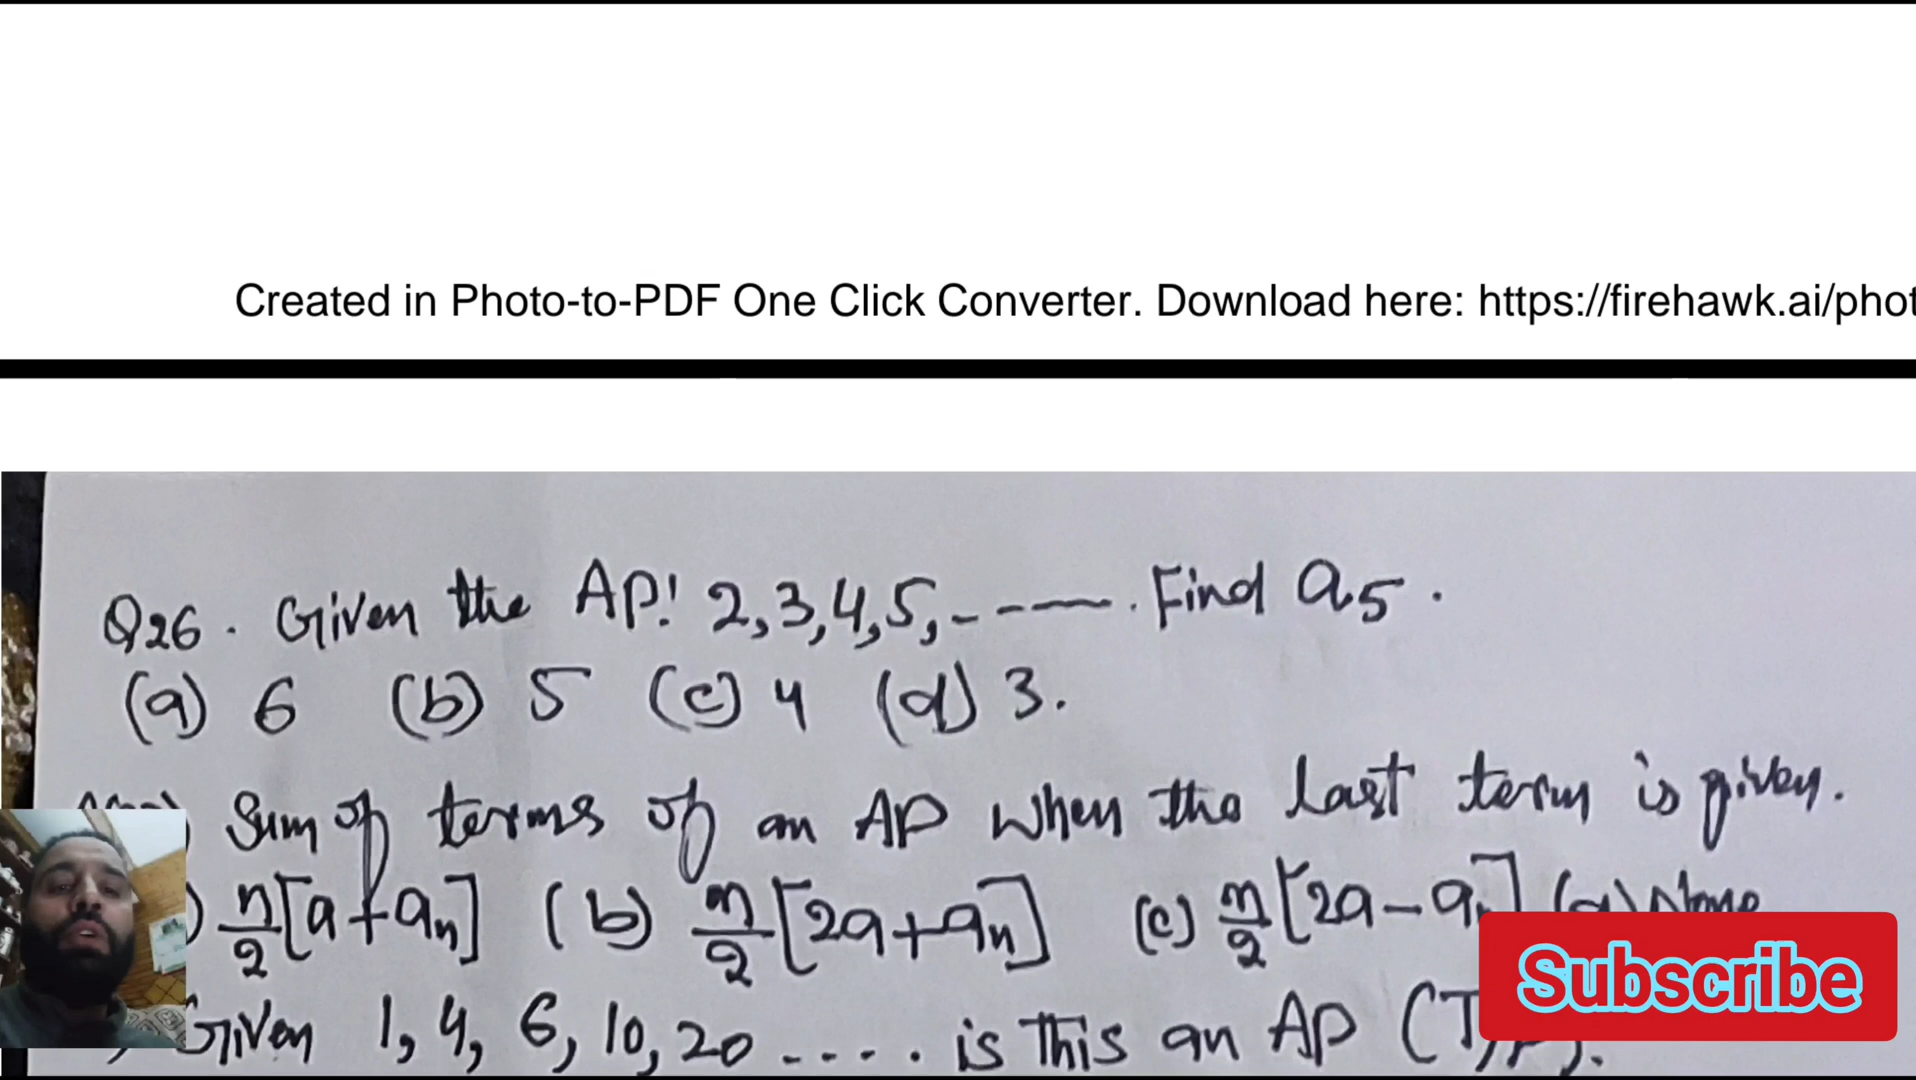 Created in Photo-to-PDF One Click Converter. Download here: https://firehawk.ai/phot
Q26. Given the AP! 2,3,4,5,----. Find a5.
(a) 6 (b) 5 (c) 4 (d) 3.
Sum of terms of an AP when the last term is given.
) n/2[a+an] (b) n/2[2a+an] (c) n/2[2a-an] (d) None
Given 1, 4, 6, 10, 20 .... is this an AP (T/F).
Subscribe